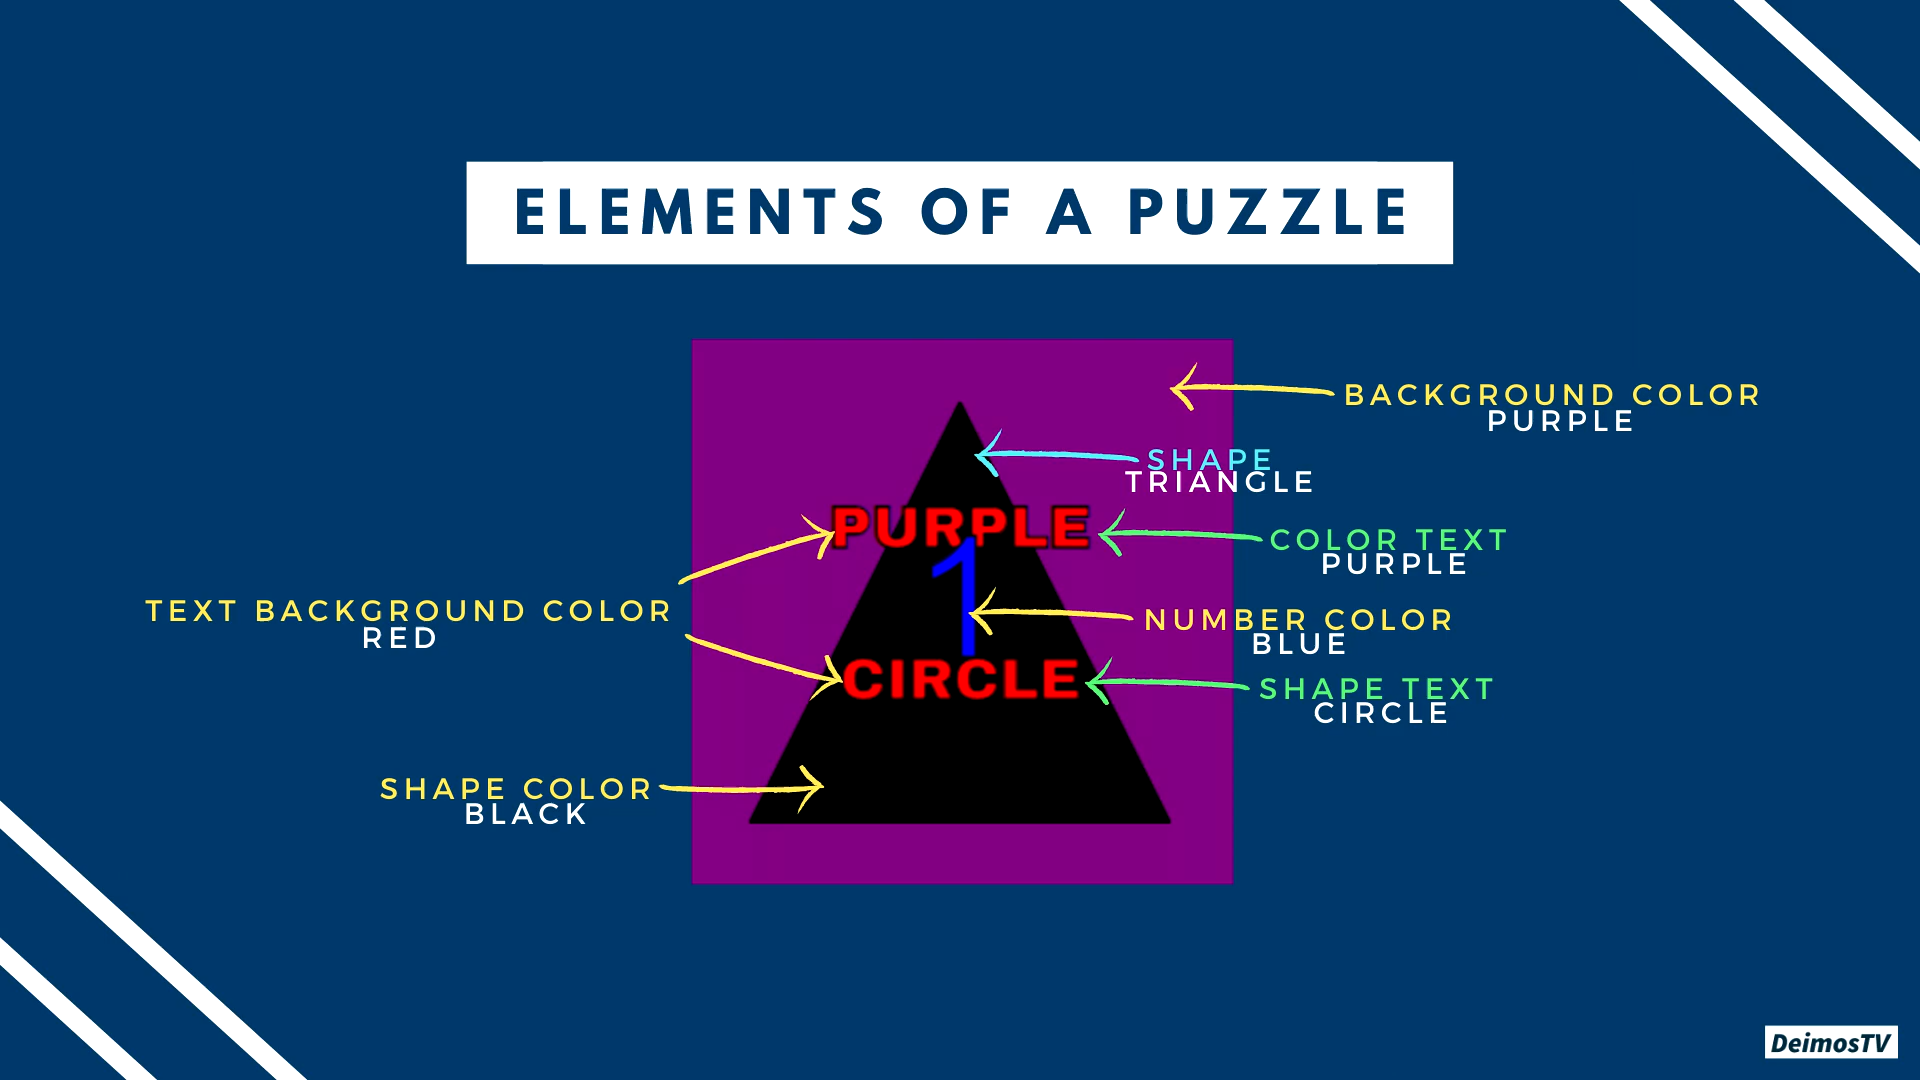 ELEMENTS OF A PUZZLE
BACKGROUND COLOR
PURPLE
SHAPE
TRIANGLE
PURPLE
COLOR TEXT
PURPLE
TEXT BACKGROUND COLOR
RED
1
NUMBER COLOR
BLUE
CIRCLE
SHAPE TEXT
CIRCLE
SHAPE COLOR
BLACK
DeimosTV